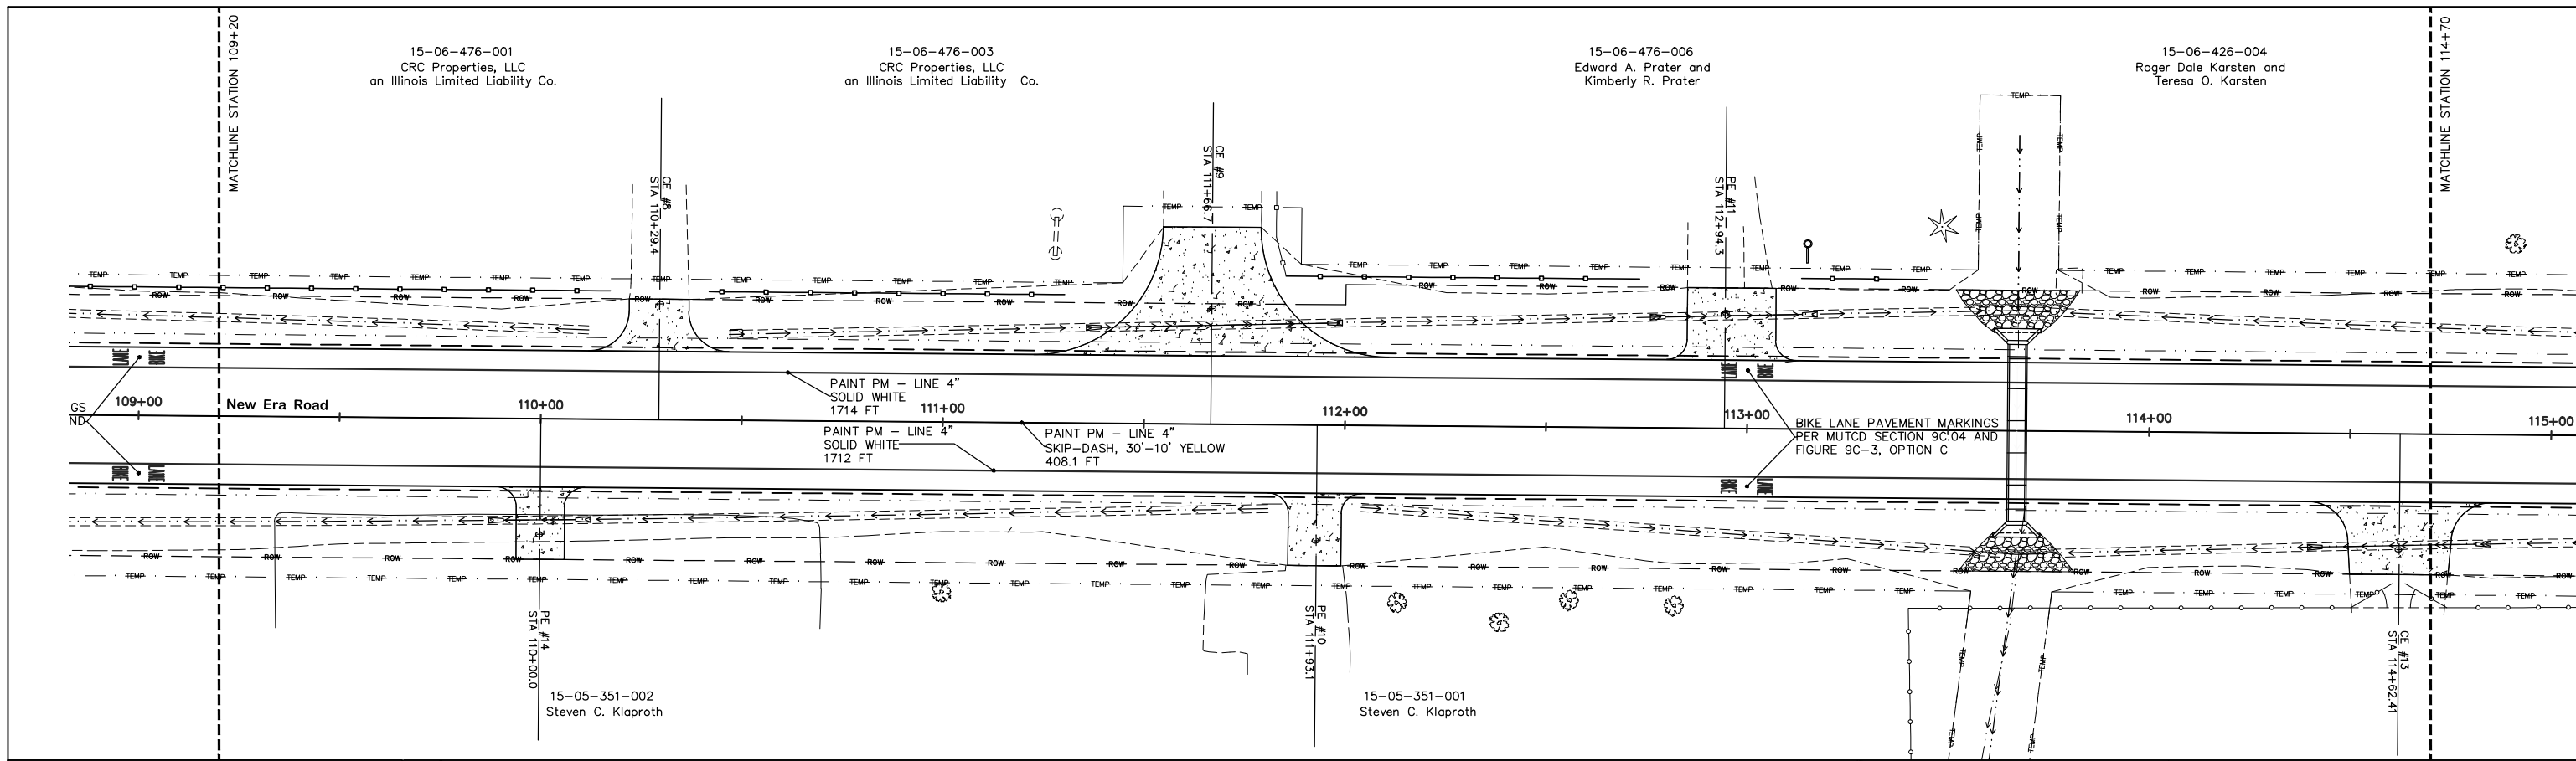 MATCHLINE STATION 109+20
15-06-476-001
CRC Properties, LLC
an Illinois Limited Liability Co.
15-06-476-003
CRC Properties, LLC
an Illinois Limited Liability Co.
15-06-476-006
Edward A. Prater and
Kimberly R. Prater
15-06-426-004
Roger Dale Karsten and
Teresa O. Karsten
MATCHLINE STATION 114+70
CE #8
STA 110+29.4
CE #9
STA 111+66.7
PE #11
STA 112+94.3
TEMP
ROW
BIKE
LANE
BIKE
LANE
GS
ND
109+00
New Era Road
110+00
111+00
112+00
113+00
114+00
115+00
PAINT PM - LINE 4"
SOLID WHITE
1714 FT
PAINT PM - LINE 4"
SOLID WHITE
1712 FT
PAINT PM - LINE 4"
SKIP-DASH, 30'-10' YELLOW
408.1 FT
BIKE LANE PAVEMENT MARKINGS
PER MUTCD SECTION 9C.04 AND
FIGURE 9C-3, OPTION C
BIKE
LANE
BIKE
LANE
ROW
TEMP
PE #14
STA 110+00.0
PE #10
STA 111+93.1
CE #13
STA 114+62.41
15-05-351-002
Steven C. Klaproth
15-05-351-001
Steven C. Klaproth